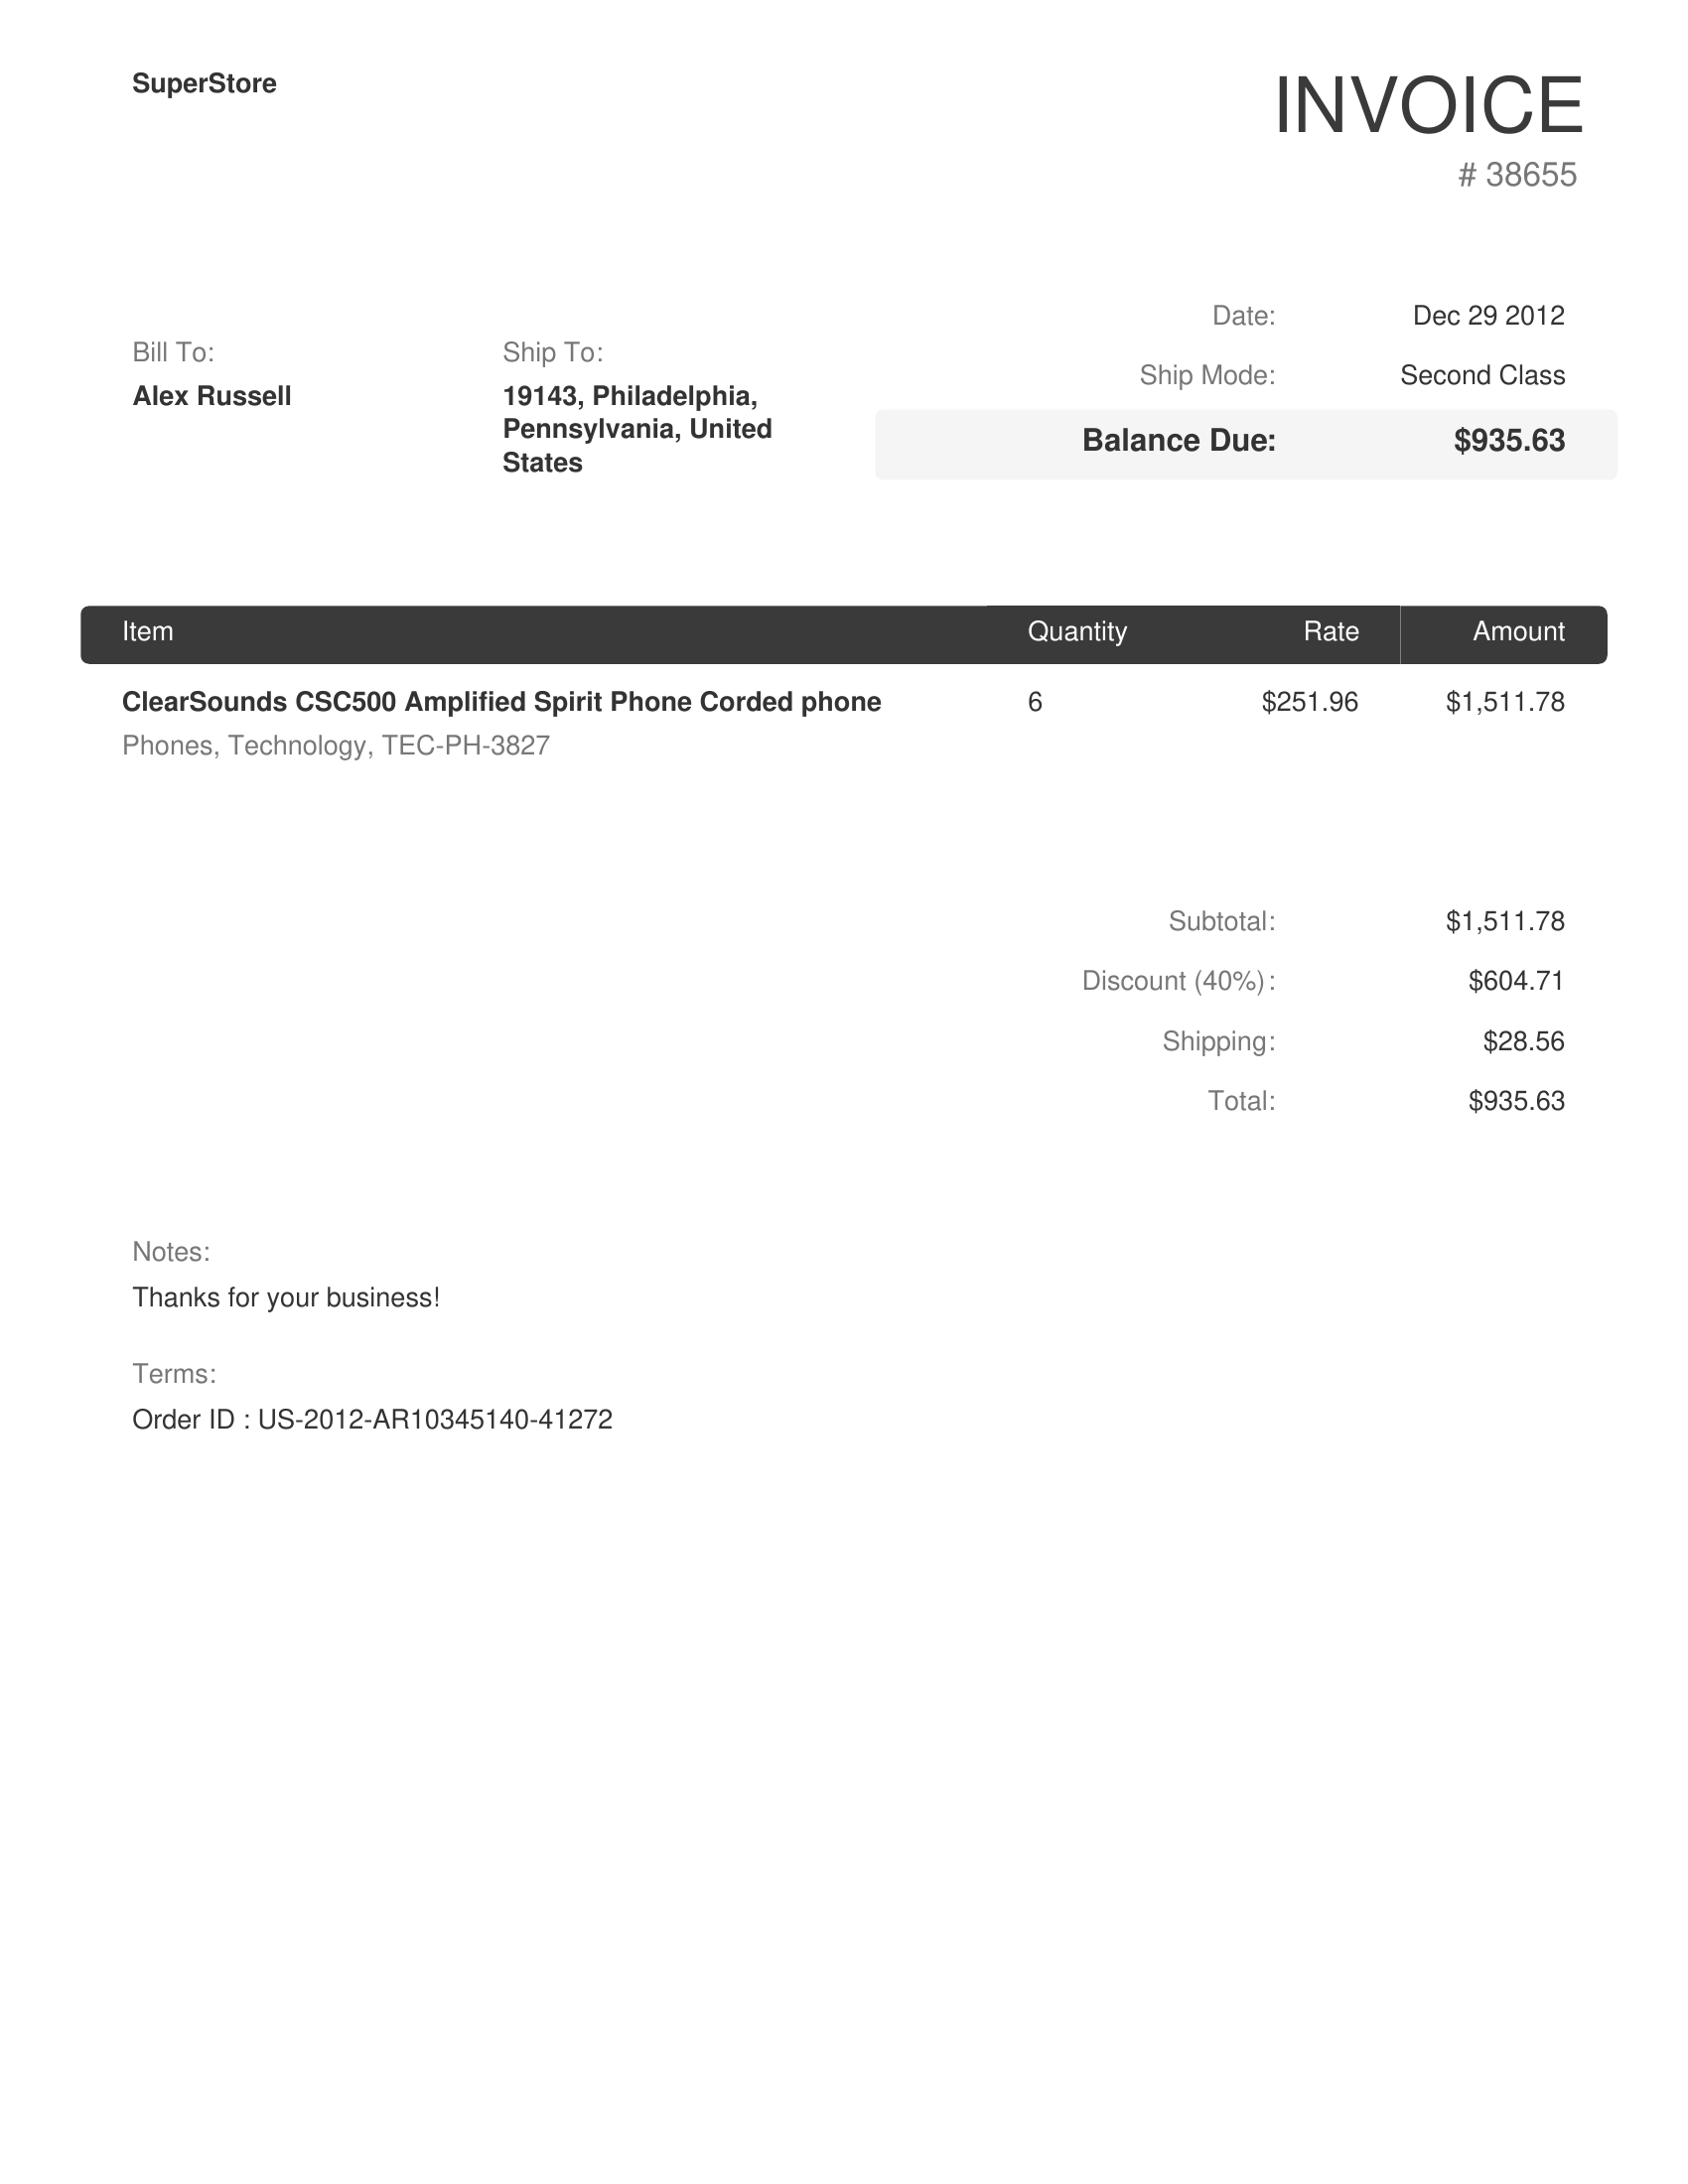 SuperStore
INVOICE
# 38655
Date: Dec 29 2012
Ship Mode: Second Class
Balance Due: $935.63
Bill To:
Alex Russell
Ship To:
19143, Philadelphia,
Pennsylvania, United
States
Item Quantity Rate Amount
ClearSounds CSC500 Amplified Spirit Phone Corded phone 6 $251.96 $1,511.78
Phones, Technology, TEC-PH-3827
Subtotal: $1,511.78
Discount (40%): $604.71
Shipping: $28.56
Total: $935.63
Notes:
Thanks for your business!
Terms:
Order ID : US-2012-AR10345140-41272